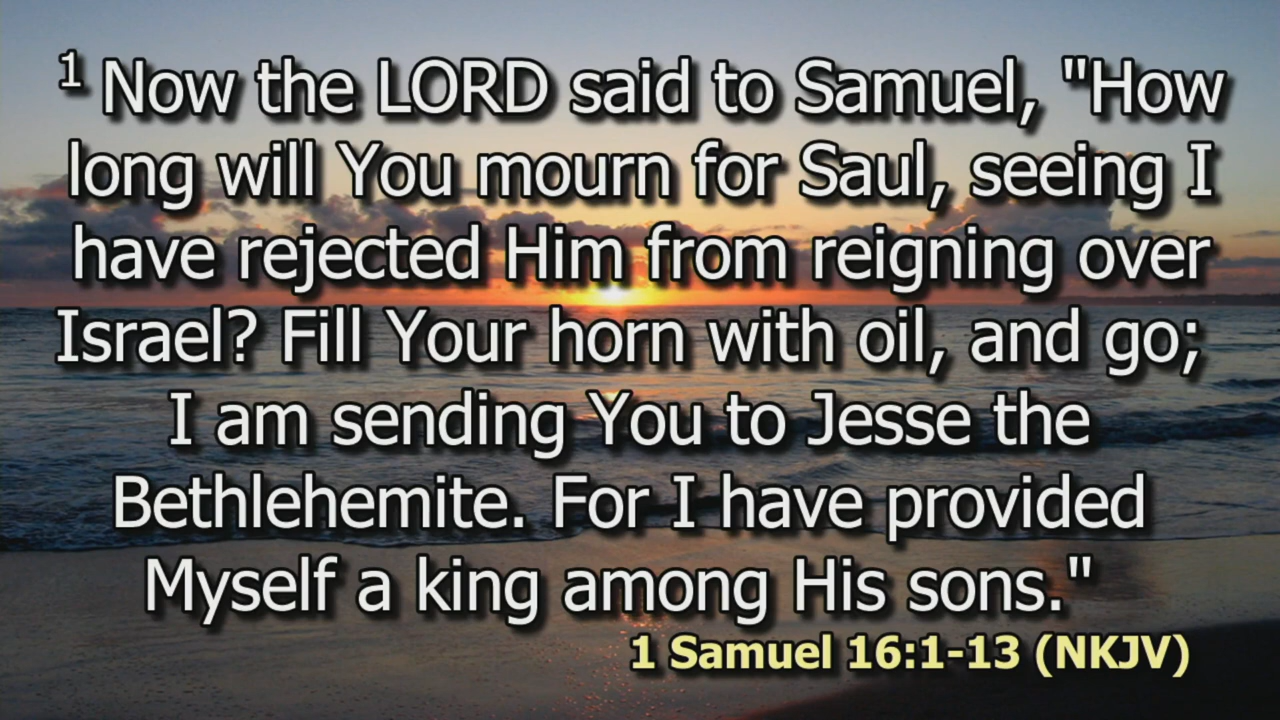 1 Now the LORD said to Samuel, "How
long will You mourn for Saul, seeing I
have rejected Him from reigning over
Israel? Fill Your horn with oil, and go;
I am sending You to Jesse the
Bethlehemite. For I have provided
Myself a king among His sons."
1 Samuel 16:1-13 (NKJV)